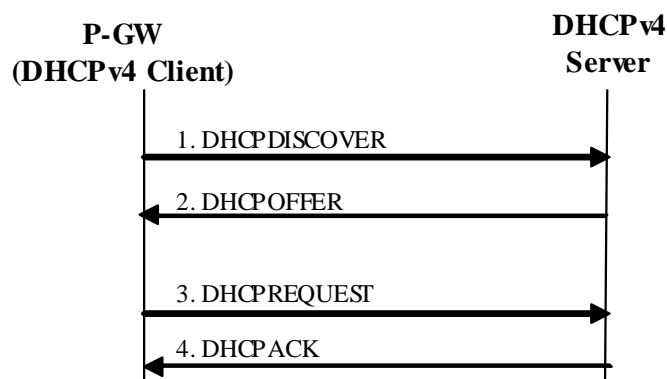 P-GW
(DHCPv4 Client)
DHCPv4
Server
1. DHCPDISCOVER
2. DHCPOFFER
3. DHCPREQUEST
4. DHCPACK